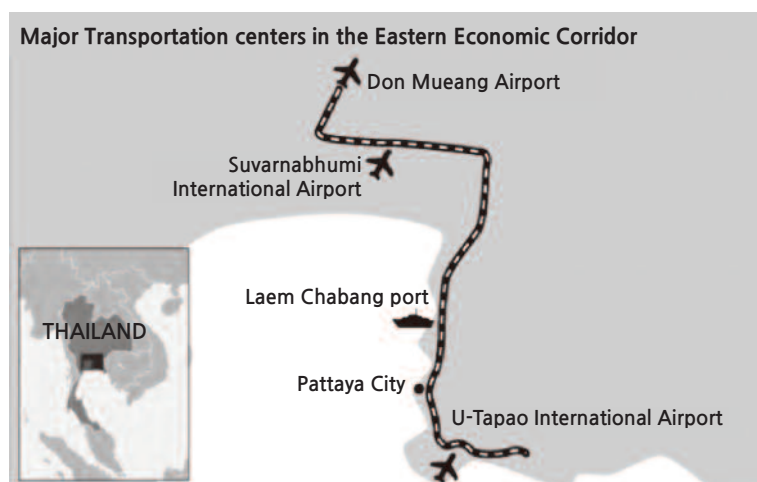 Major Transportation centers in the Eastern Economic Corridor
Don Mueang Airport
Suvarnabhumi
International Airport
Laem Chabang port
THAILAND
Pattaya City
U-Tapao International Airport